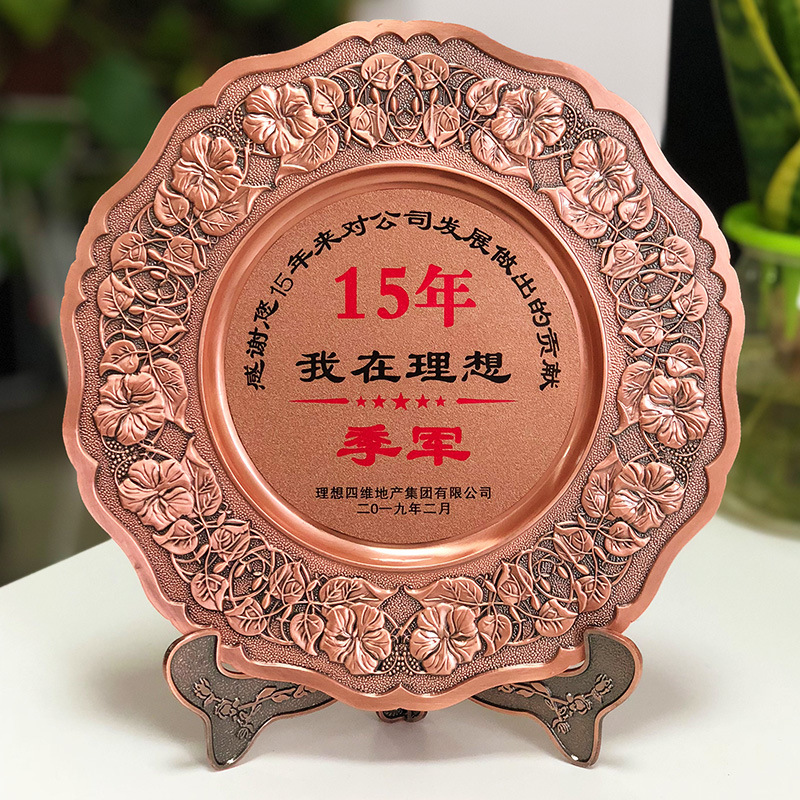 感谢您15年来对公司发展做出的贡献
15年
我在理想
季军
理想四维地产集团有限公司
二〇一九年二月